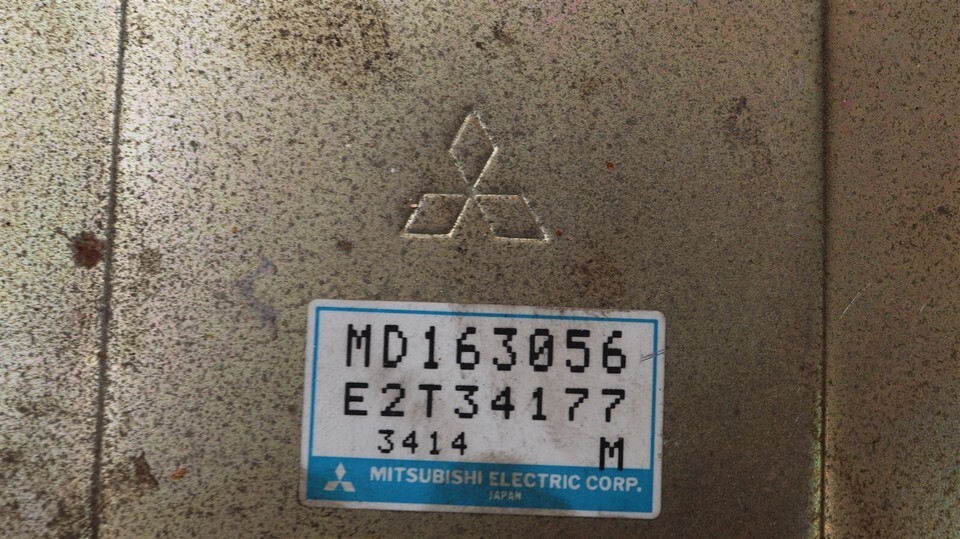 MD163056
E2T34177
3414 M
MITSUBISHI ELECTRIC CORP.
JAPAN